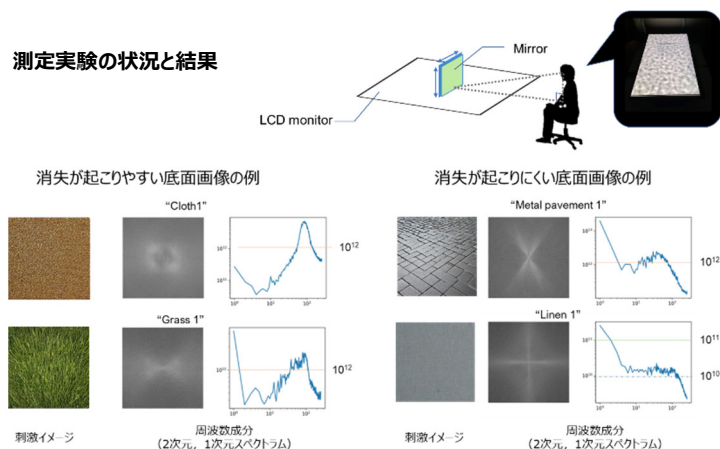 測定実験の状況と結果
Mirror
LCD monitor
消失が起こりやすい底面画像の例
消失が起こりにくい底面画像の例
"Cloth1"
"Metal pavement 1"
10¹²
10¹²
"Grass 1"
"Linen 1"
10¹²
10¹¹
10¹⁰
刺激イメージ
周波数成分
(2次元，1次元スペクトラム)
刺激イメージ
周波数成分
(2次元，1次元スペクトラム)